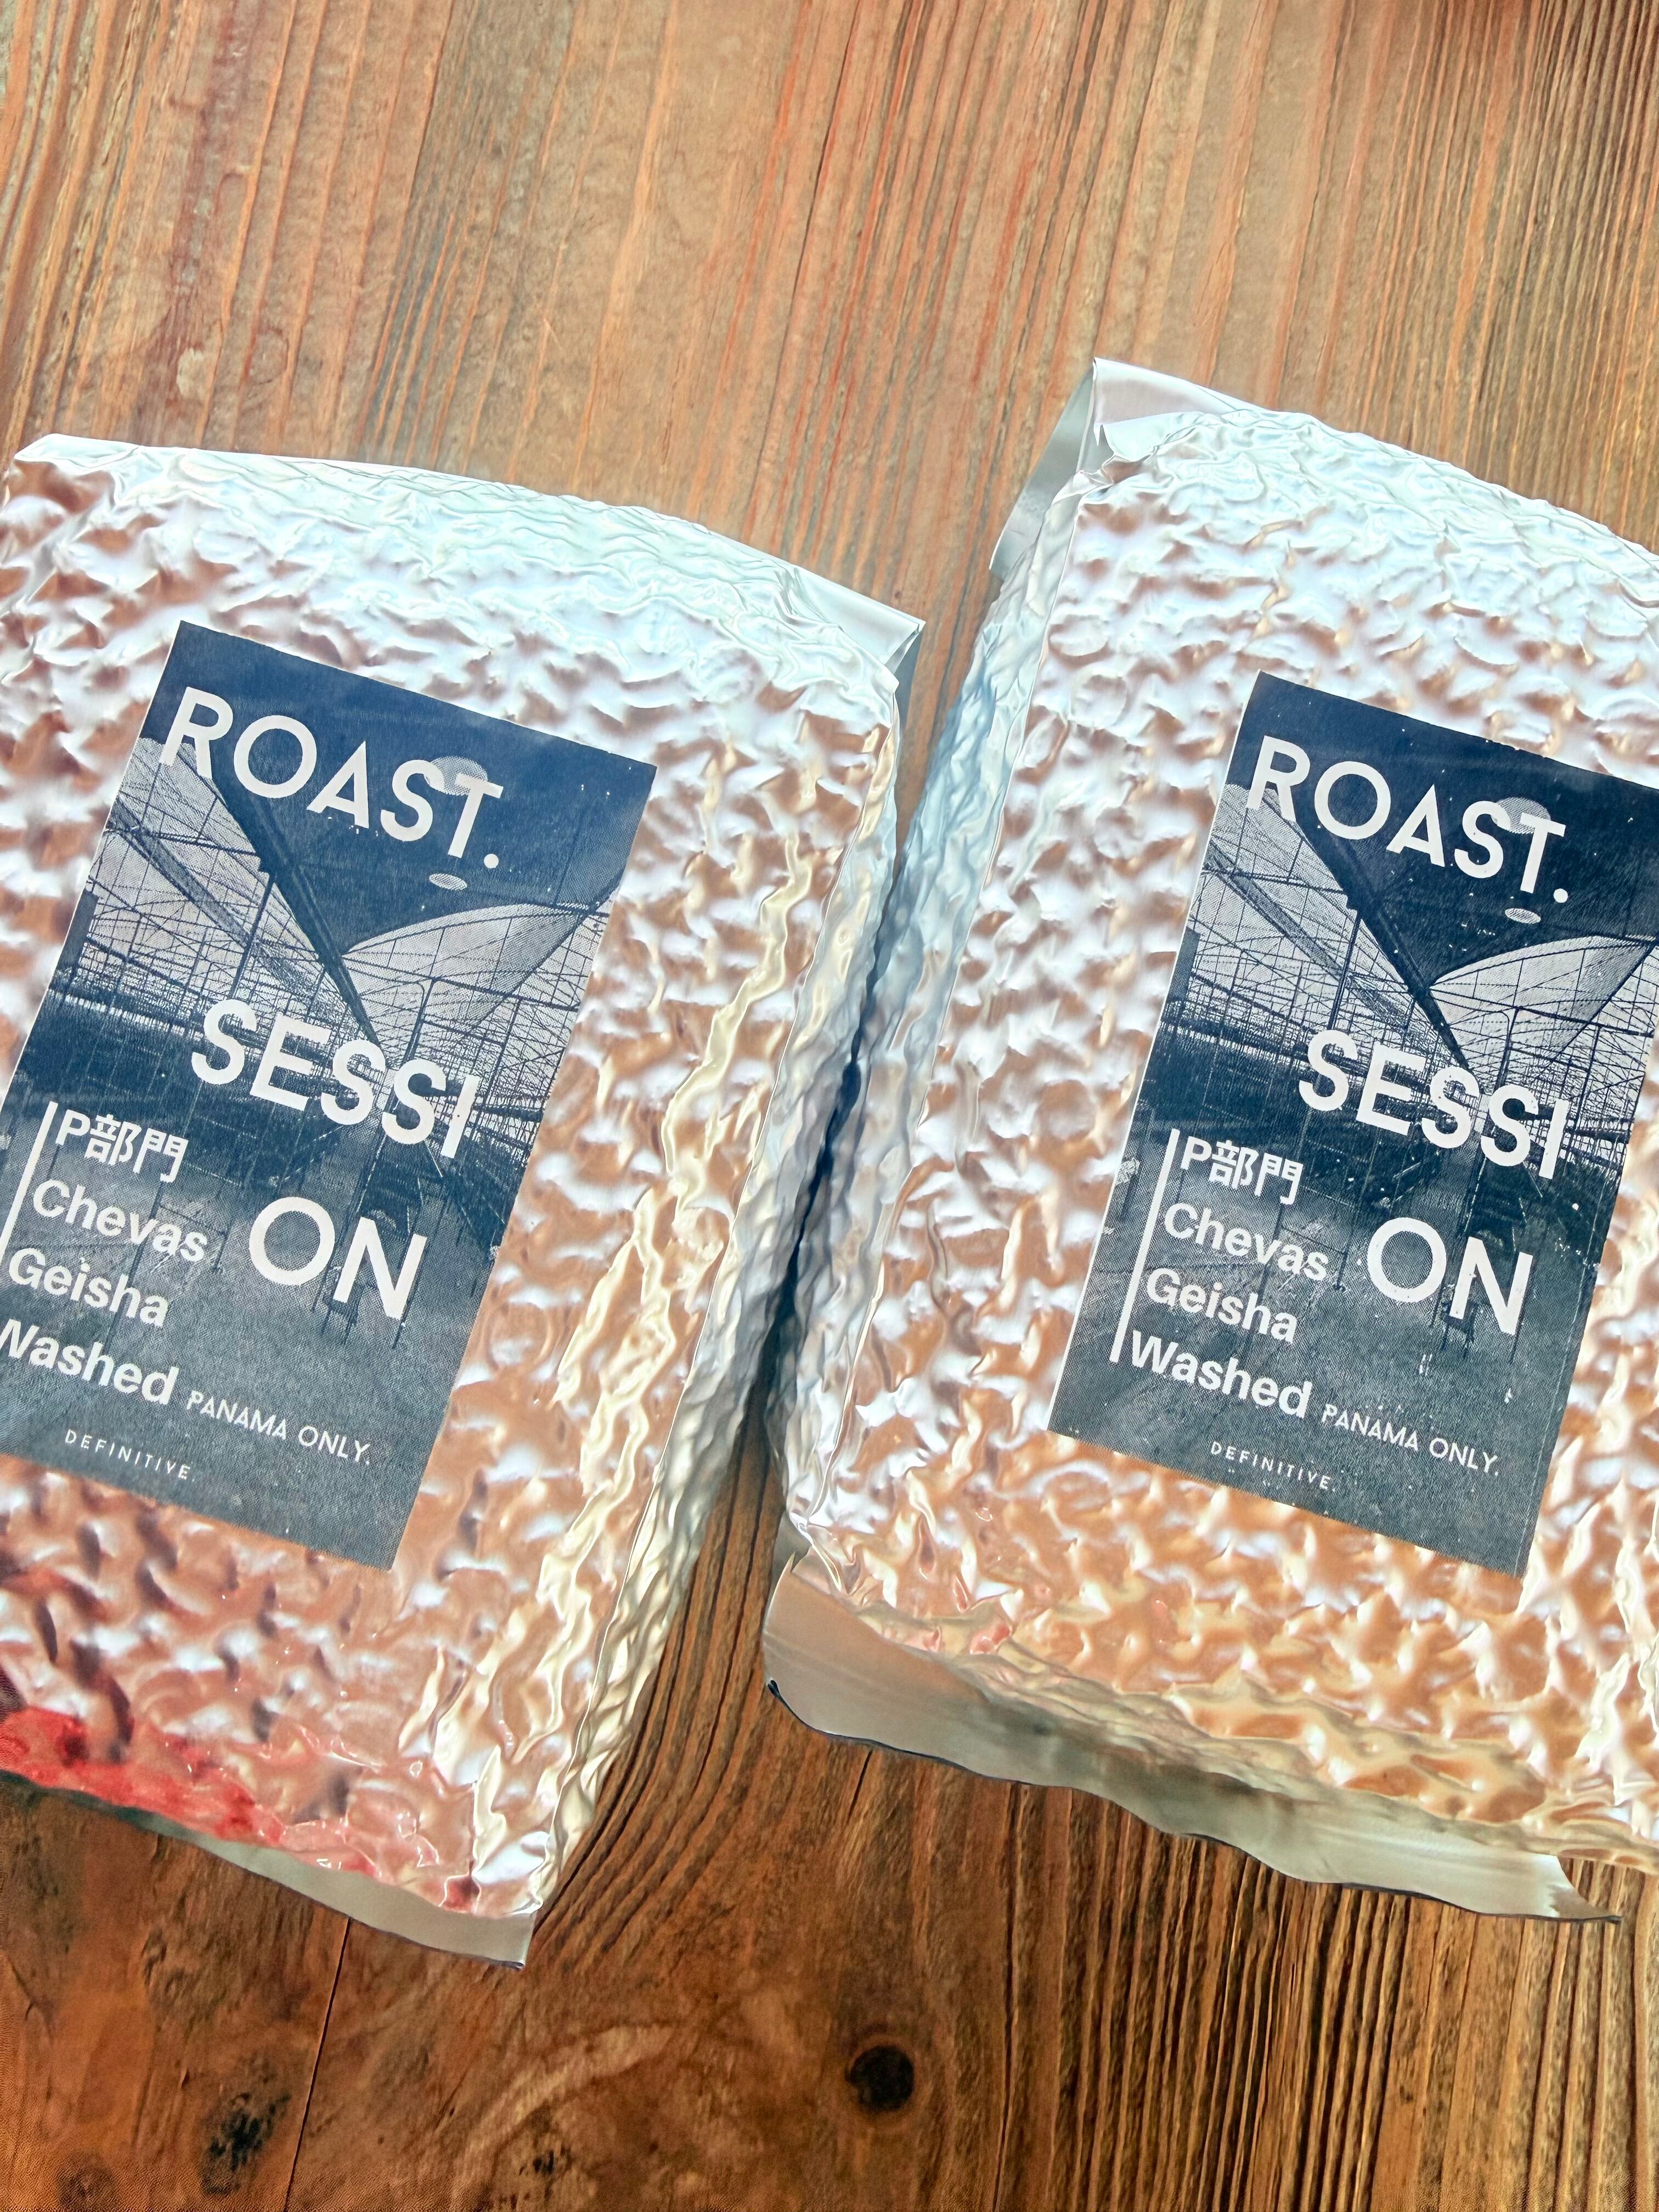 ROAST.
SESSI
ON
P部門
Chevas
Geisha
Washed
PANAMA ONLY.
DEFINITIVE.
ROAST.
SESSI
ON
P部門
Chevas
Geisha
Washed
PANAMA ONLY.
DEFINITIVE.